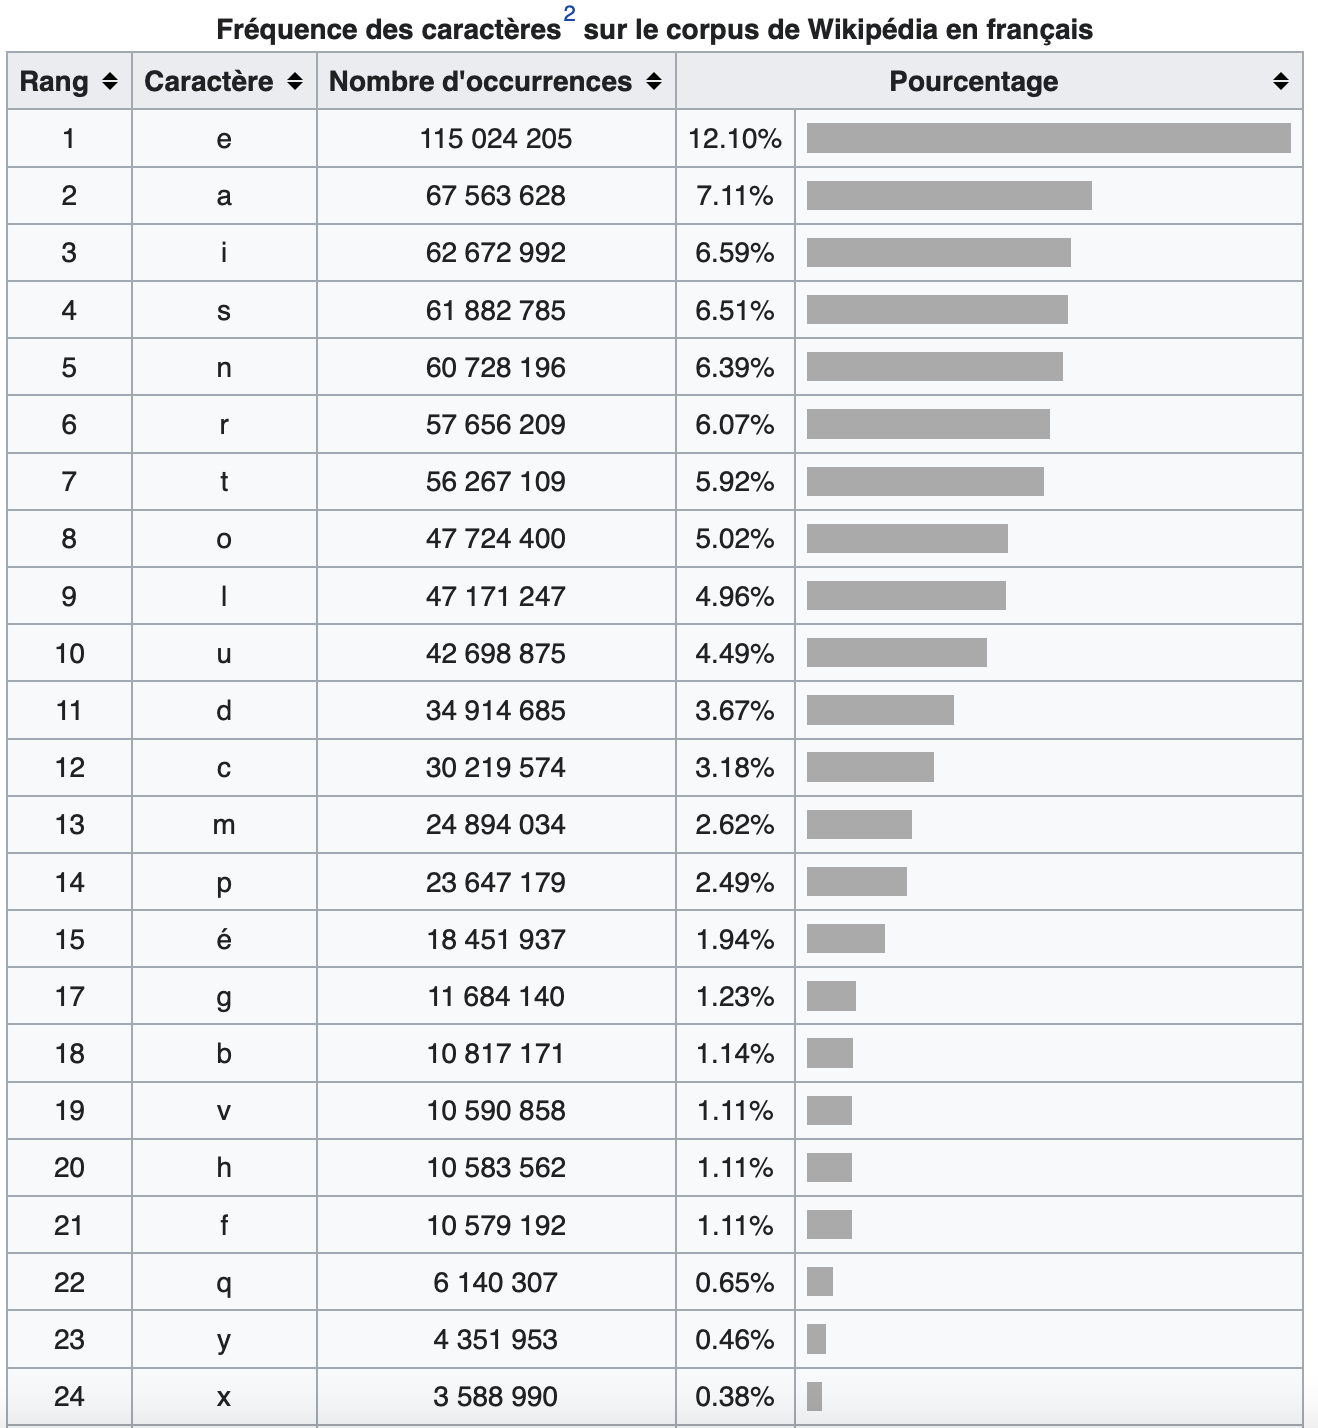 Fréquence des caractères2 sur le corpus de Wikipédia en français
Rang Caractère Nombre d'occurrences Pourcentage
1 e 115 024 205 12.10%
2 a 67 563 628 7.11%
3 i 62 672 992 6.59%
4 s 61 882 785 6.51%
5 n 60 728 196 6.39%
6 r 57 656 209 6.07%
7 t 56 267 109 5.92%
8 o 47 724 400 5.02%
9 l 47 171 247 4.96%
10 u 42 698 875 4.49%
11 d 34 914 685 3.67%
12 c 30 219 574 3.18%
13 m 24 894 034 2.62%
14 p 23 647 179 2.49%
15 é 18 451 937 1.94%
17 g 11 684 140 1.23%
18 b 10 817 171 1.14%
19 v 10 590 858 1.11%
20 h 10 583 562 1.11%
21 f 10 579 192 1.11%
22 q 6 140 307 0.65%
23 y 4 351 953 0.46%
24 x 3 588 990 0.38%